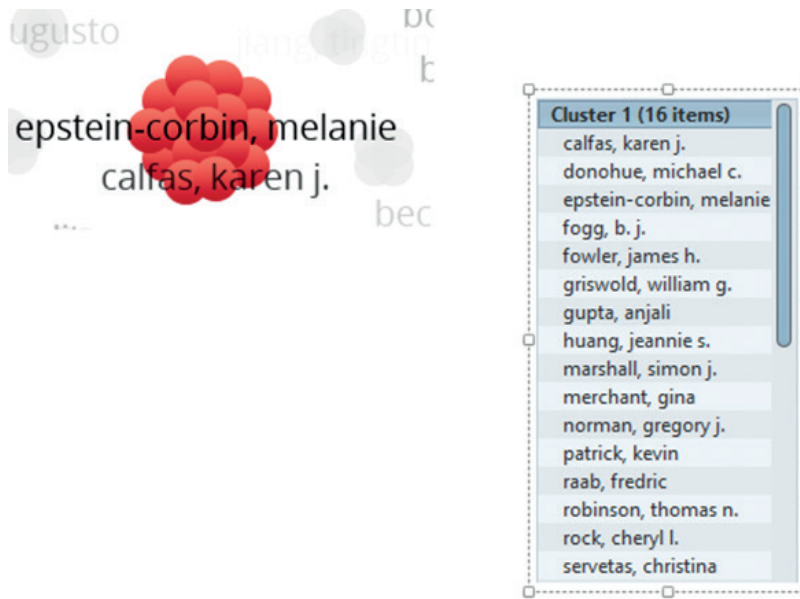 ugusto
jiang, tingtin
b
epstein-corbin, melanie
calfas, karen j.
bec
Cluster 1 (16 items)
calfas, karen j.
donohue, michael c.
epstein-corbin, melanie
fogg, b. j.
fowler, james h.
griswold, william g.
gupta, anjali
huang, jeannie s.
marshall, simon j.
merchant, gina
norman, gregory j.
patrick, kevin
raab, fredric
robinson, thomas n.
rock, cheryl l.
servetas, christina